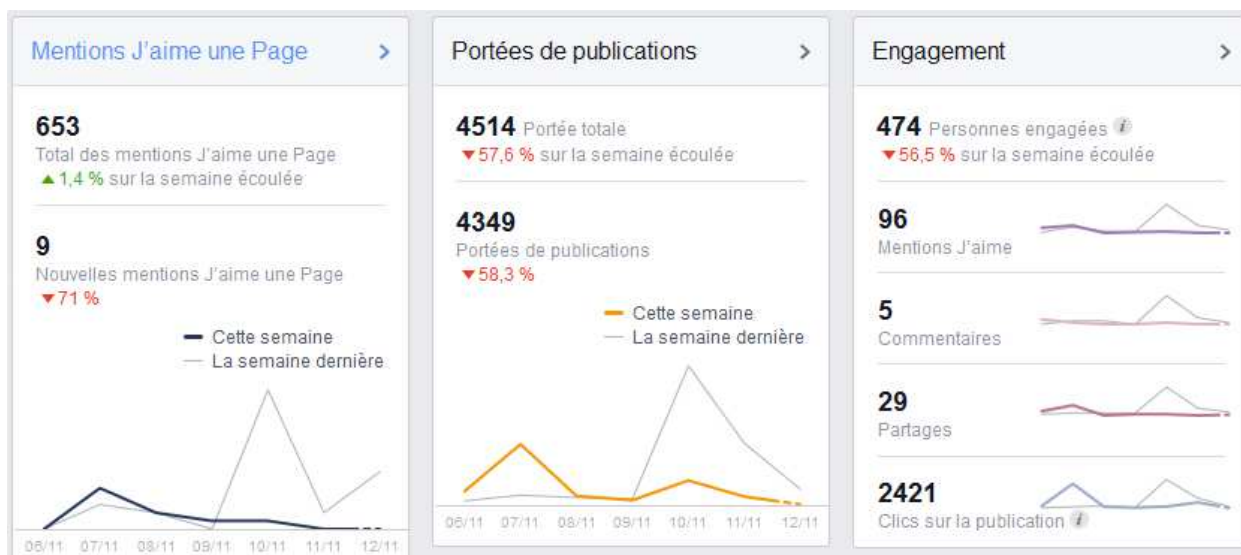 Mentions J'aime une Page
653
Total des mentions J'aime une Page
1,4 % sur la semaine écoulée
9
Nouvelles mentions J'aime une Page
71 %
Cette semaine
La semaine dernière
06/11 07/11 08/11 09/11 10/11 11/11 12/11
Portées de publications
4514 Portée totale
57,6 % sur la semaine écoulée
4349
Portées de publications
58,3 %
Cette semaine
La semaine dernière
06/11 07/11 08/11 09/11 10/11 11/11 12/11
Engagement
474 Personnes engagées i
56,5 % sur la semaine écoulée
96
Mentions J'aime
5
Commentaires
29
Partages
2421
Clics sur la publication i